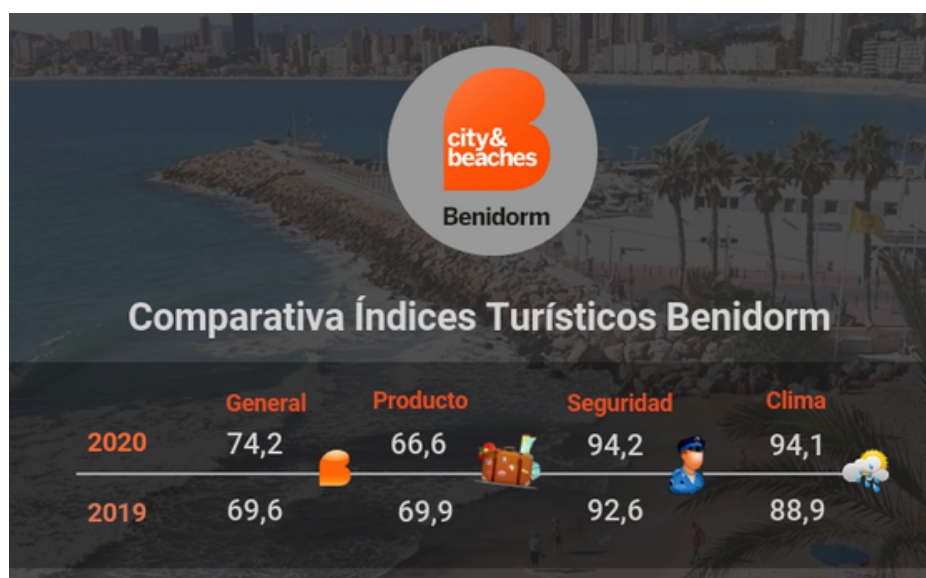 city&
beaches
Benidorm
Comparativa Índices Turísticos Benidorm
General Producto Seguridad Clima
2020 74,2 66,6 94,2 94,1
2019 69,6 69,9 92,6 88,9